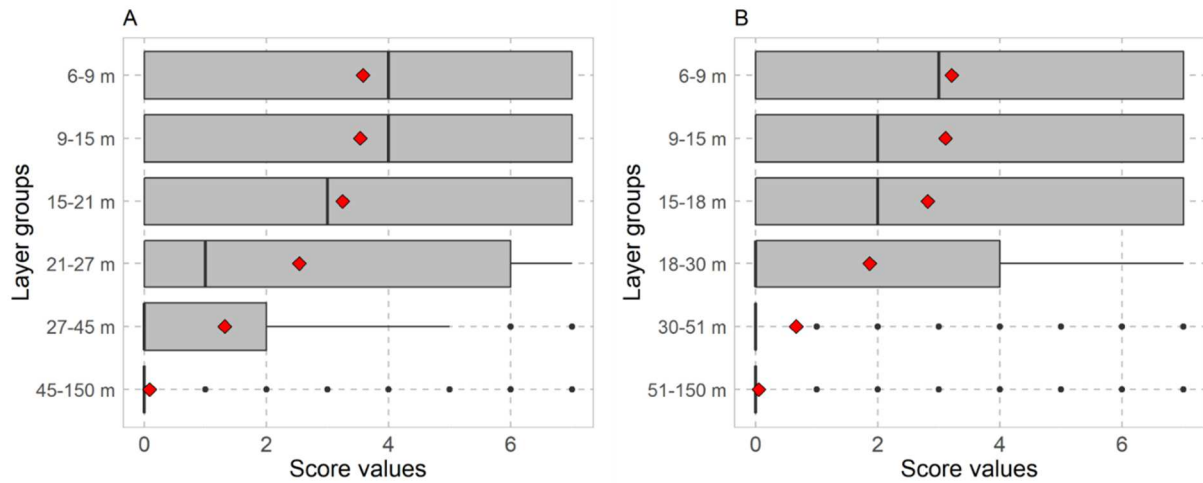 A
Layer groups
6-9 m
9-15 m
15-21 m
21-27 m
27-45 m
45-150 m
0 2 4 6
Score values
B
Layer groups
6-9 m
9-15 m
15-18 m
18-30 m
30-51 m
51-150 m
0 2 4 6
Score values